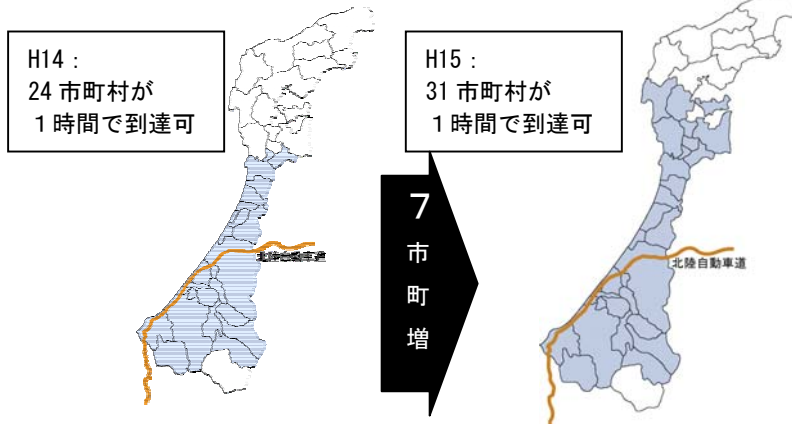 H14：
24 市町村が
１時間で到達可
北陸自動車道
7
市
町
増
H15：
31 市町村が
１時間で到達可
北陸自動車道